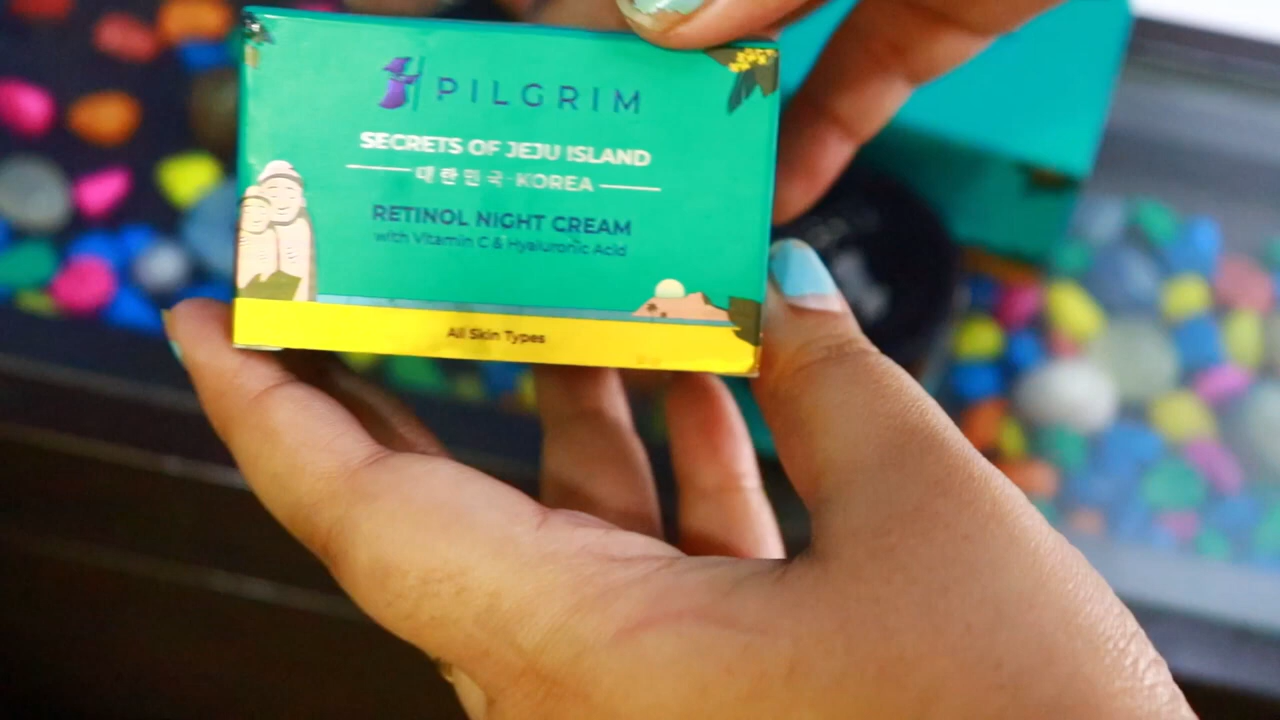 PILGRIM
SECRETS OF JEJU ISLAND
대한민국·KOREA
RETINOL NIGHT CREAM
with Vitamin C & Hyaluronic Acid
All Skin Types